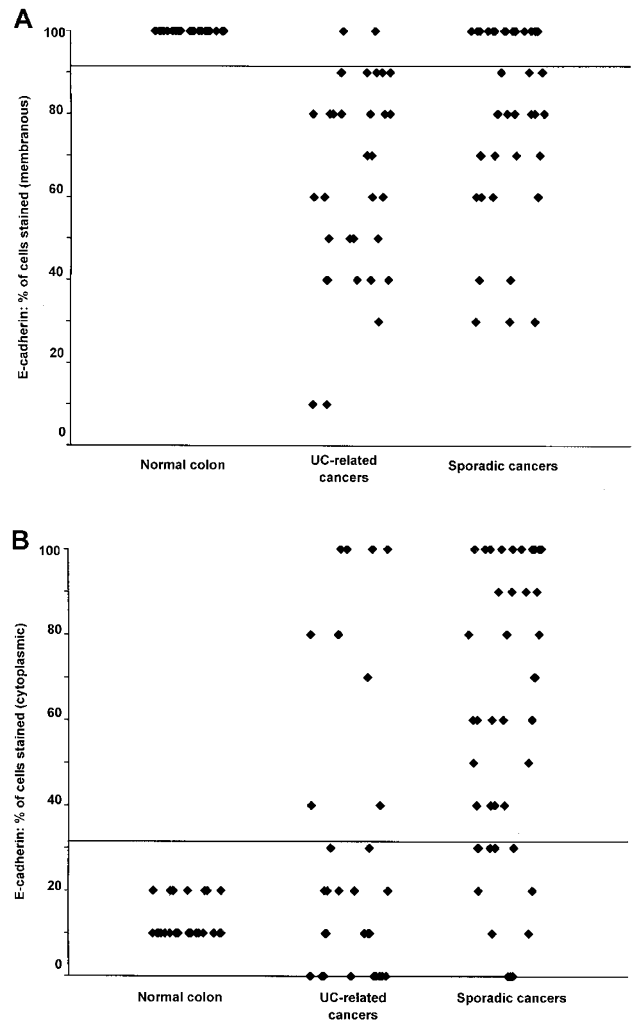 A
E-cadherin: % of cells stained (membranous)
100
80
60
40
20
0
Normal colon
UC-related
cancers
Sporadic cancers
B
E-cadherin: % of cells stained (cytoplasmic)
100
80
60
40
20
0
Normal colon
UC-related
cancers
Sporadic cancers